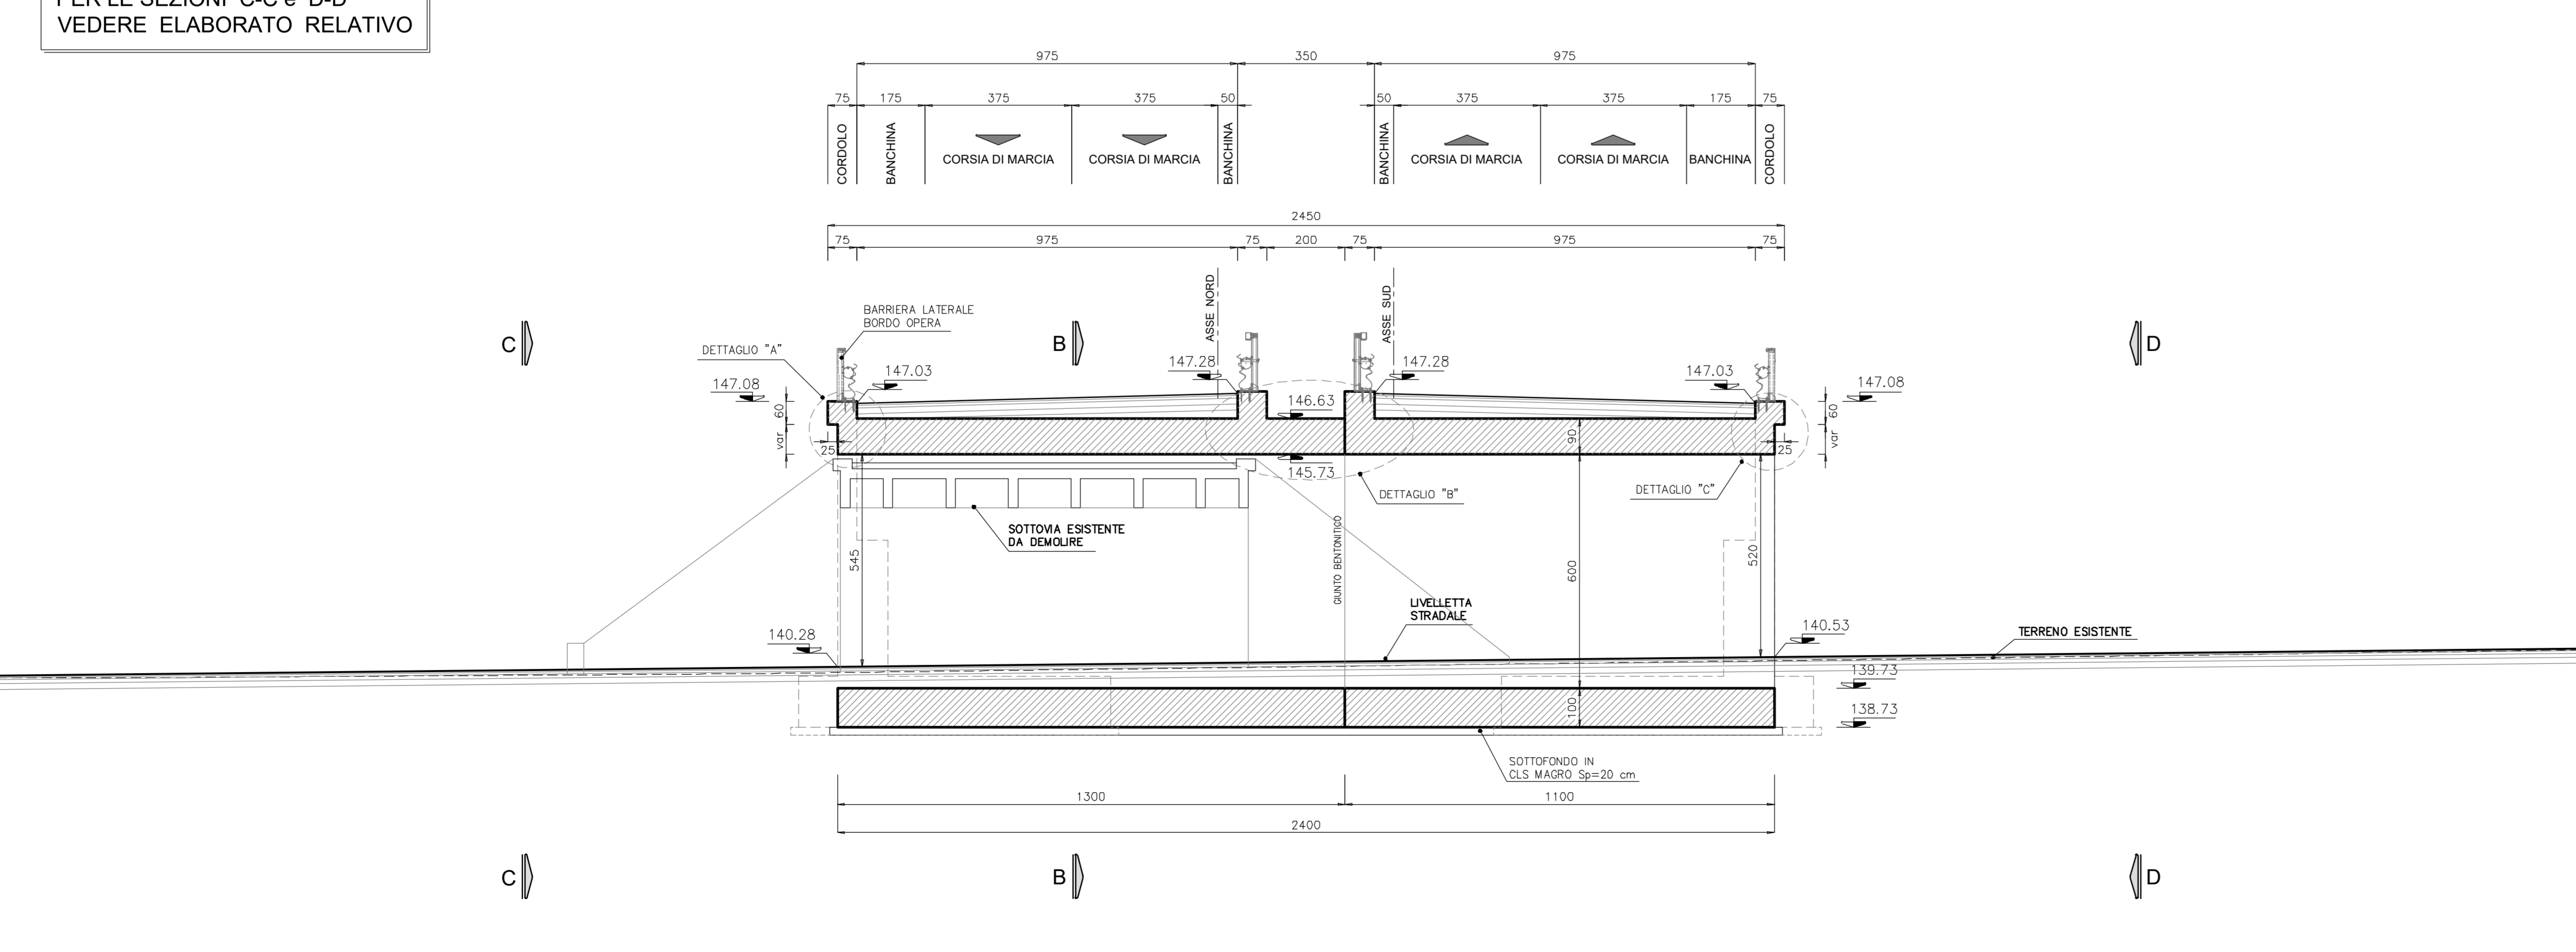 PER LE SEZIONI C-C e D-D
VEDERE ELABORATO RELATIVO
975 350 975
75 175 375 375 50 50 375 375 175 75
CORDOLO
BANCHINA
CORSIA DI MARCIA
CORSIA DI MARCIA
BANCHINA
BANCHINA
CORSIA DI MARCIA
CORSIA DI MARCIA
BANCHINA
CORDOLO
2450
75 975 75 200 75 975 75
ASSE NORD
ASSE SUD
BARRIERA LATERALE
BORDO OPERA
C
B
D
DETTAGLIO "A"
147.08
147.03
147.28
147.28
147.03
147.08
60
var
25
146.63
90
145.73
60
var
25
DETTAGLIO "B"
DETTAGLIO "C"
SOTTOVIA ESISTENTE
DA DEMOLIRE
GIUNTO BENTONITICO
545
600
520
LIVELLETTA
STRADALE
140.28
140.53
TERRENO ESISTENTE
139.73
100
138.73
SOTTOFONDO IN
CLS MAGRO Sp=20 cm
1300 1100
2400
C
B
D